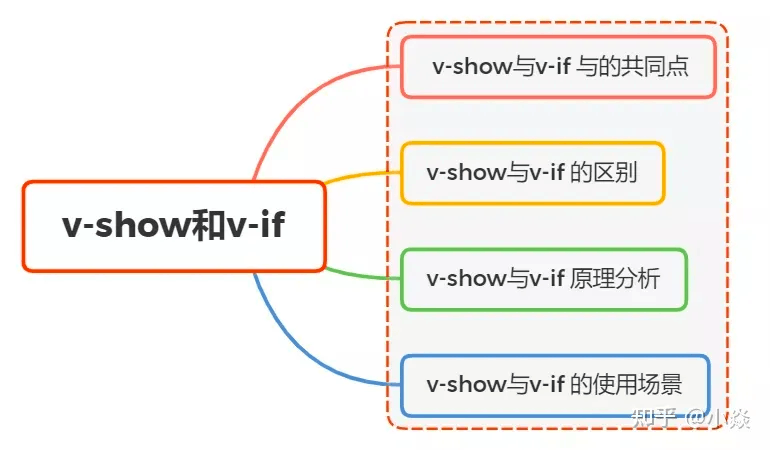 v-show与v-if 与的共同点
v-show与v-if 的区别
v-show和v-if
v-show与v-if 原理分析
v-show与v-if 的使用场景
知乎 @小焱